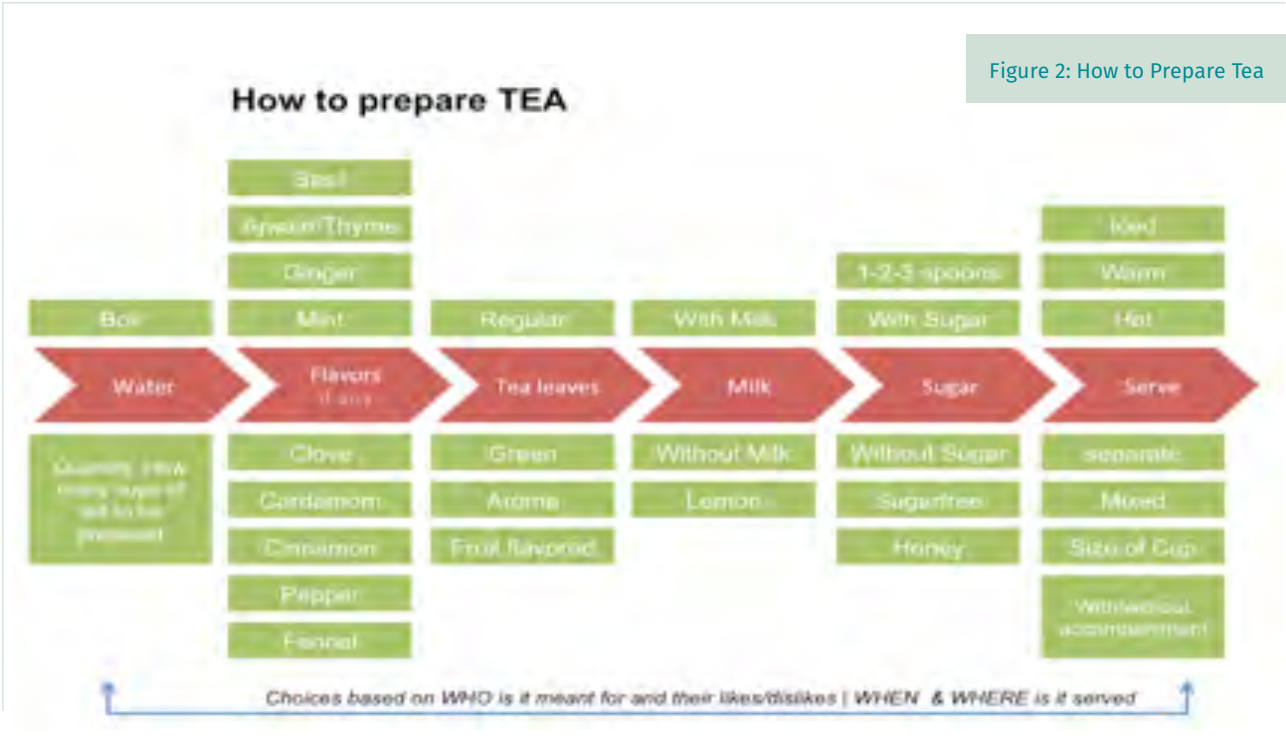 Figure 2: How to Prepare Tea
How to prepare TEA
Basil
Ajwain/Thyme
Ginger
Mint
Clove
Cardamom
Cinnamon
Pepper
Fennel
Boil
Water
Flavors
if any
Tea leaves
Milk
Sugar
Serve
Regular
Green
Aroma
Fruit flavored
With Milk
Without Milk
Lemon
1-2-3 spoons
With Sugar
Without Sugar
Sugarfree
Honey
Iced
Warm
Hot
separate
Mixed
Size of Cup
accompaniment
Choices based on WHO is it meant for and their likes/dislikes | WHEN & WHERE is it served